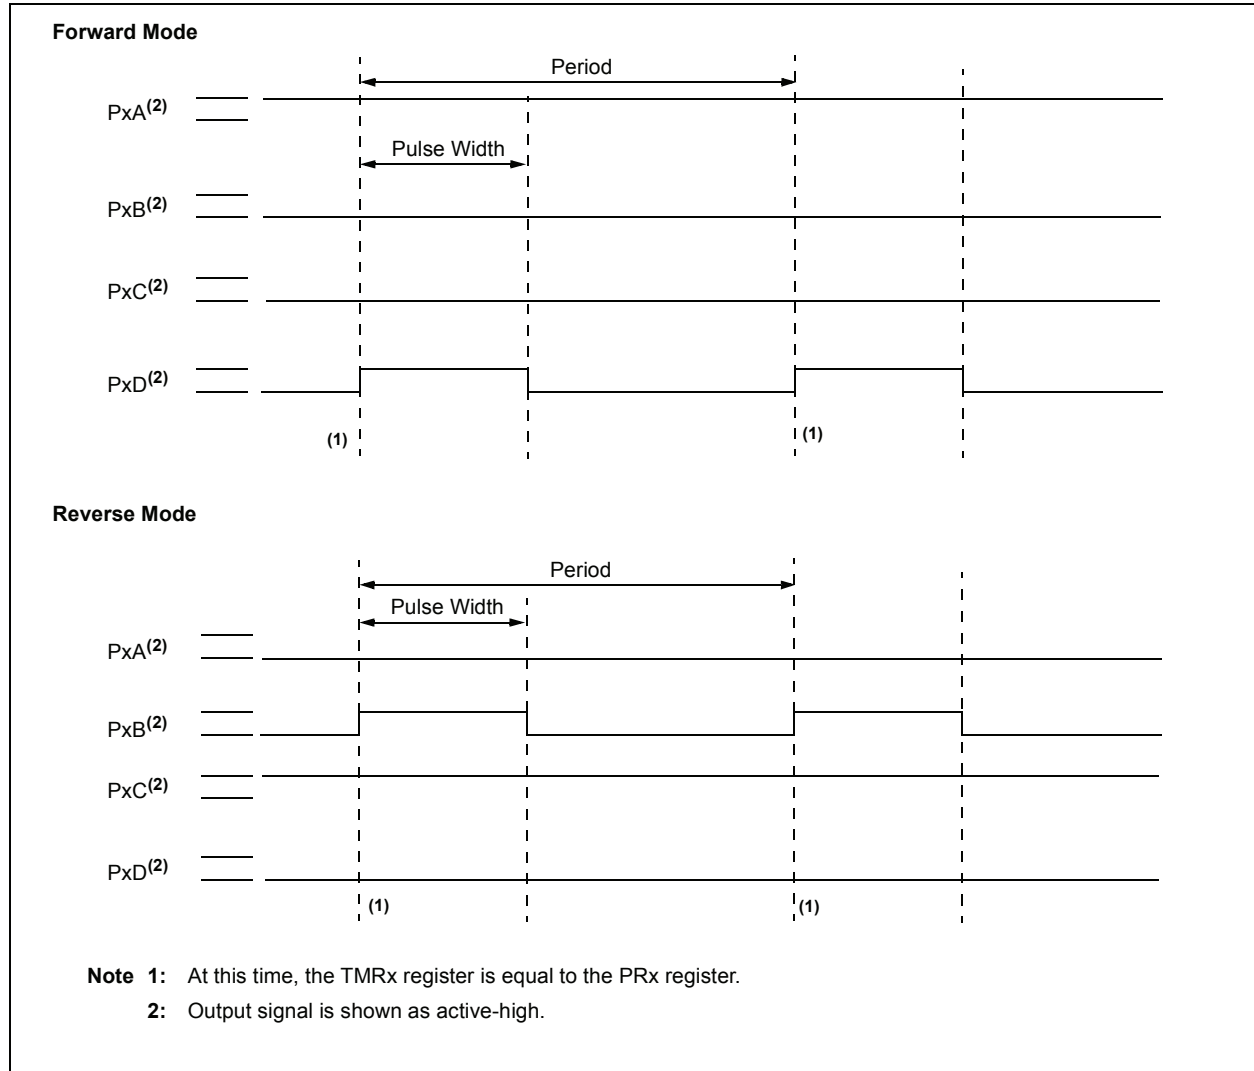 Forward Mode
Period
PxA(2)
Pulse Width
PxB(2)
PxC(2)
PxD(2)
(1)
(1)
Reverse Mode
Period
Pulse Width
PxA(2)
PxB(2)
PxC(2)
PxD(2)
(1)
(1)
Note 1: At this time, the TMRx register is equal to the PRx register.
2: Output signal is shown as active-high.